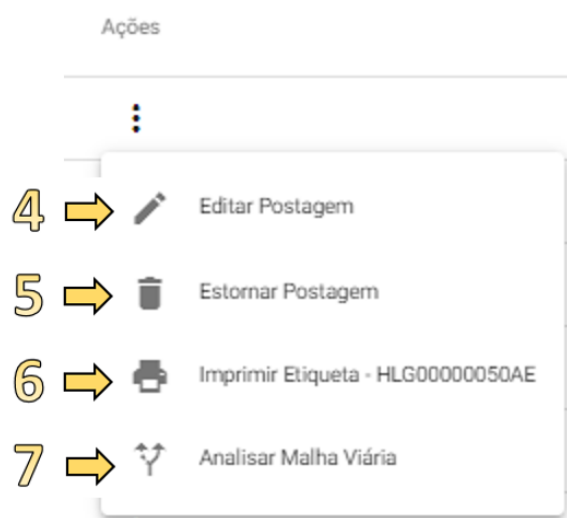 Ações
4 Editar Postagem
5 Estornar Postagem
6 Imprimir Etiqueta - HLG00000050AE
7 Analisar Malha Viária